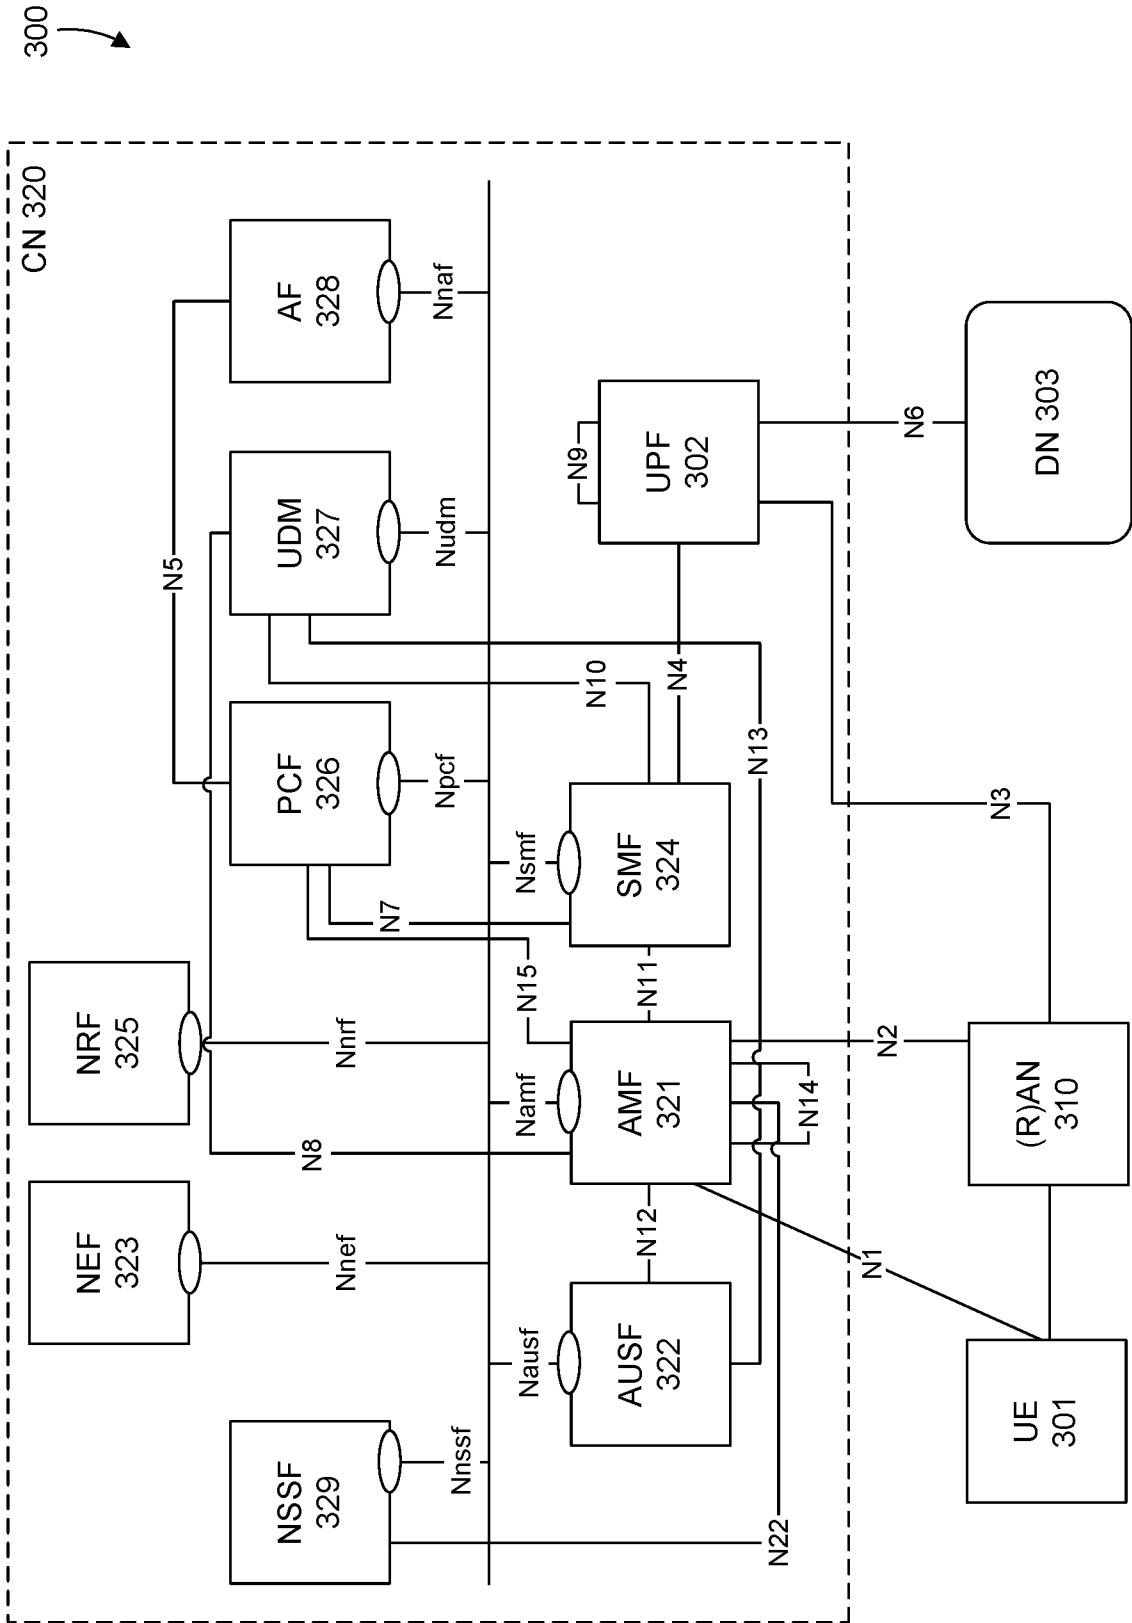 300
CN 320
NSSF
329
NEF
323
NRF
325
PCF
326
UDM
327
AF
328
N5
N8
Nnssf
Nnef
Nnrf
Npcf
Nudm
Nnaf
N7
N15
N10
Nausf
Namf
Nsmf
AUSF
322
N12
AMF
321
N11
SMF
324
N4
N9
UPF
302
N22
N14
N13
N1
N2
N3
N6
UE
301
(R)AN
310
DN 303